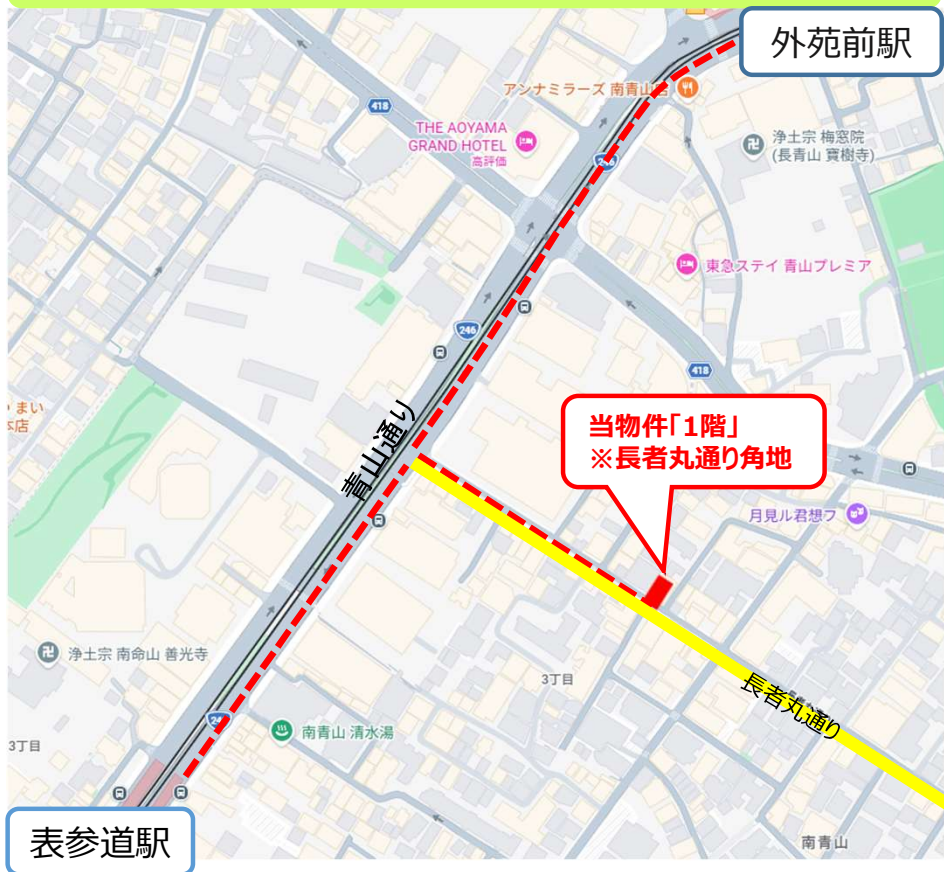 外苑前駅
アンナミラーズ 南青山店
418
THE AOYAMA
GRAND HOTEL
高評価
浄土宗 梅窓院
(長青山 寶樹寺)
246
東急ステイ 青山プレミア
246
418
まい
本店
青山通り
当物件「1階」
※長者丸通り角地
月見ル君想フ
浄土宗 南命山 善光寺
3丁目
長者丸通り
南青山 清水湯
3丁目
南青山
表参道駅